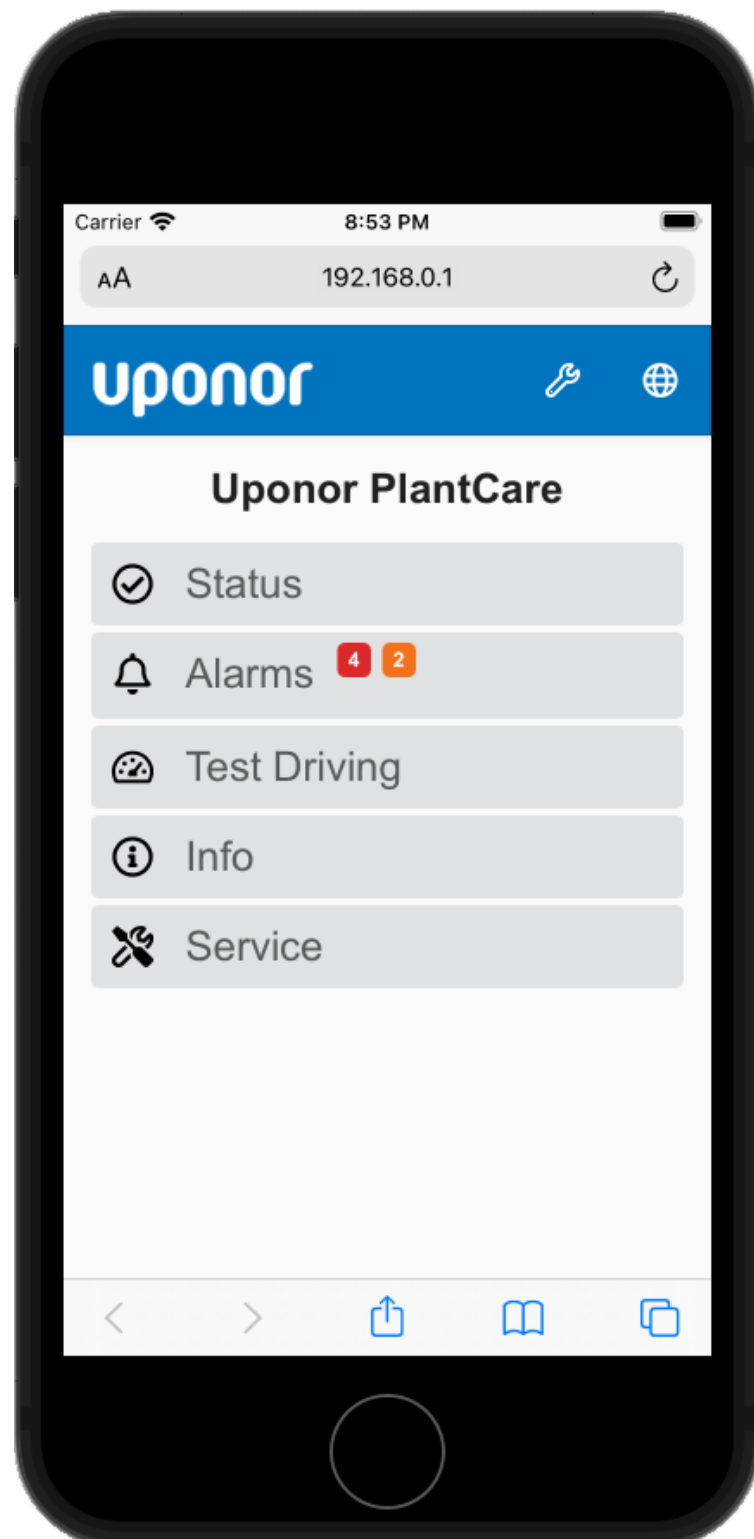 Carrier 8:53 PM
AA 192.168.0.1
uponor
Uponor PlantCare
Status
Alarms 4 2
Test Driving
Info
Service